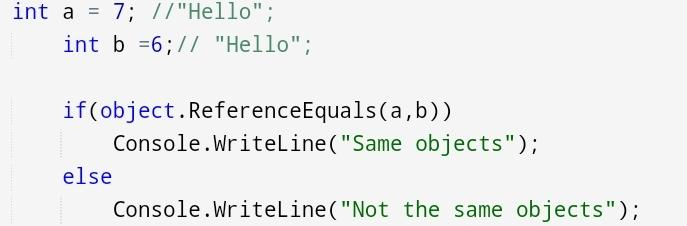 int a = 7; //"Hello";
int b =6;// "Hello";
if(object.ReferenceEquals(a,b))
Console.WriteLine("Same objects");
else
Console.WriteLine("Not the same objects");